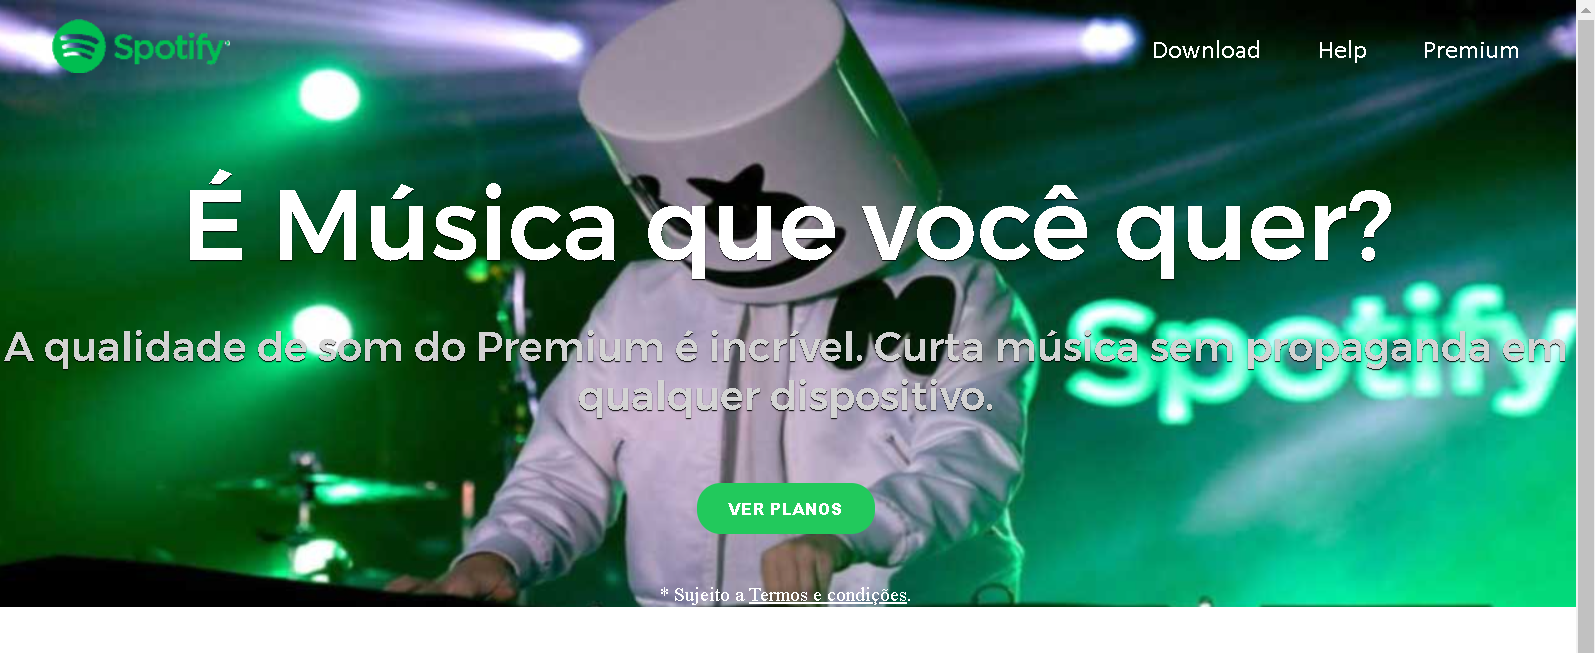 Spotify
Download Help Premium
É Música que você quer?
A qualidade de som do Premium é incrível. Curta música sem propaganda em
qualquer dispositivo.
Spotify
VER PLANOS
* Sujeito a Termos e condições.